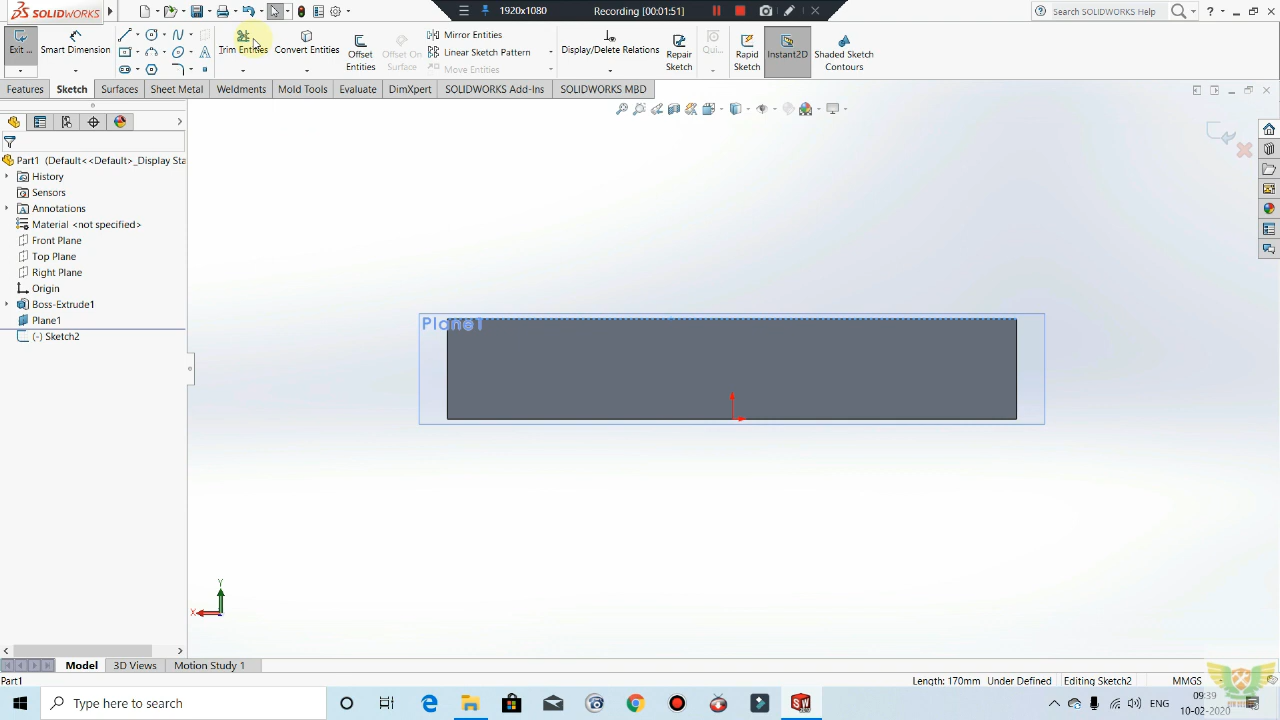 SOLIDWORKS
1920x1080
Recording [00:01:51]
Search SOLIDWORKS Help
Exit ...
Smart Dimension
Trim Entities
Convert Entities
Offset
Entities
Offset On
Surface
Mirror Entities
Linear Sketch Pattern
Move Entities
Display/Delete Relations
Repair
Sketch
Qui...
Rapid
Sketch
Instant2D
Shaded Sketch
Contours
Features
Sketch
Surfaces
Sheet Metal
Weldments
Mold Tools
Evaluate
DimXpert
SOLIDWORKS Add-Ins
SOLIDWORKS MBD
Part1 (Default<<Default>_Display Sta
History
Sensors
Annotations
Material <not specified>
Front Plane
Top Plane
Right Plane
Origin
Boss-Extrude1
Plane1
(-) Sketch2
Plane1
Y
X
Model
3D Views
Motion Study 1
Part1
Length: 170mm
Under Defined
Editing Sketch2
MMGS
Type here to search
ENG
09:39
10-02-2020